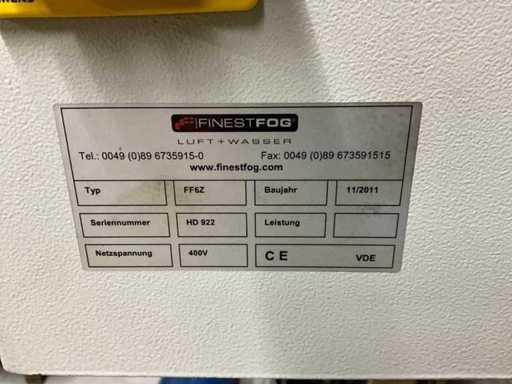 FINESTFOG
LUFT + WASSER
Tel.: 0049 (0)89 6735915-0 Fax: 0049 (0)89 673591515
www.finestfog.com
Typ FF6Z Baujahr 11/2011
Seriennummer HD 922 Leistung
Netzspannung 400V CE VDE